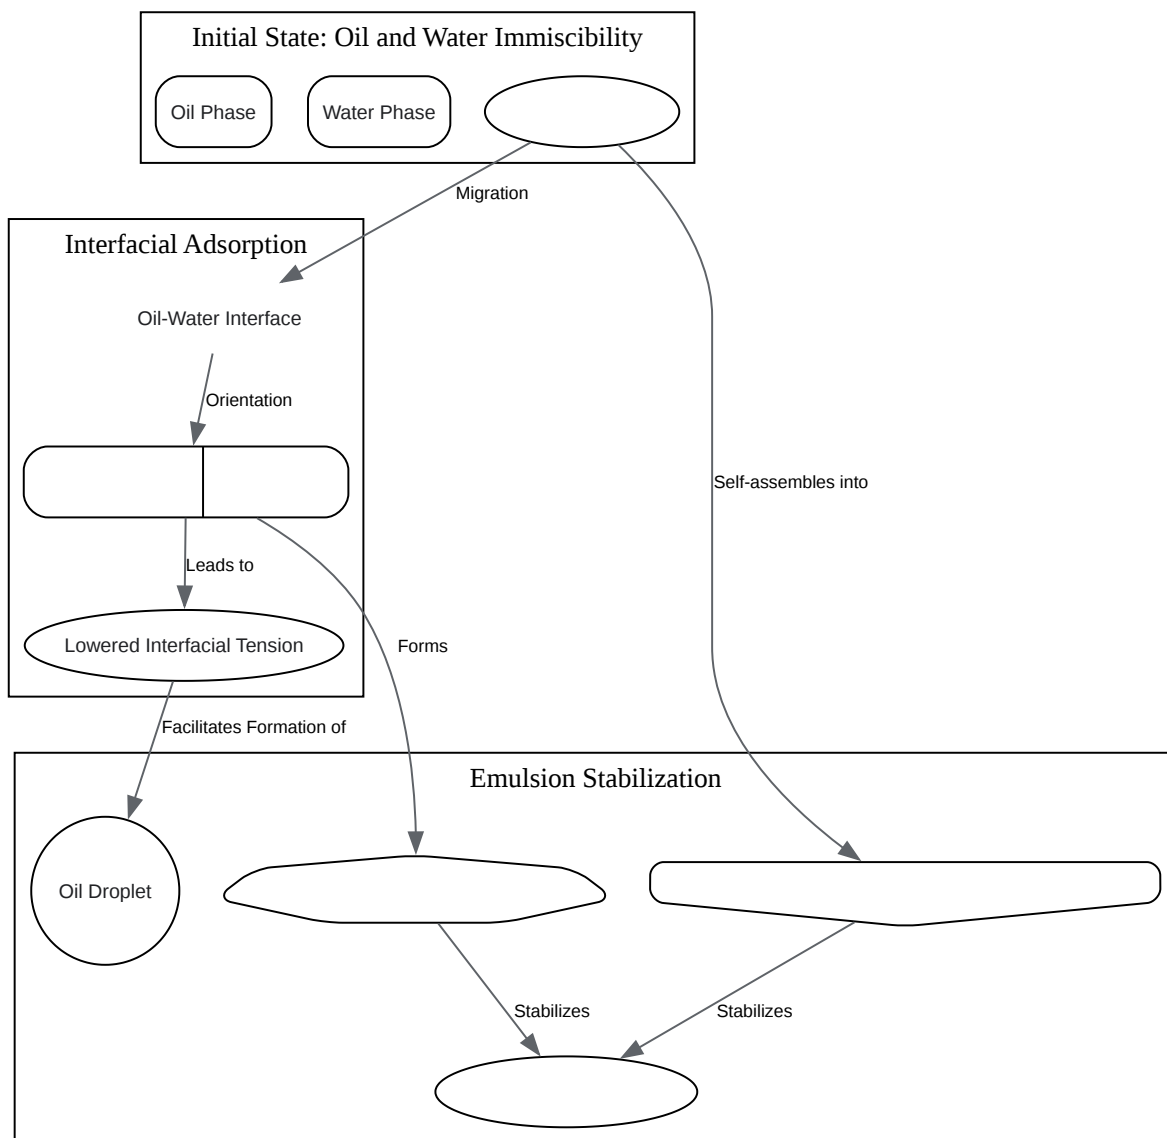 Initial State: Oil and Water Immiscibility
Oil Phase
Water Phase
Migration
Interfacial Adsorption
Oil-Water Interface
Orientation
Self-assembles into
Leads to
Lowered Interfacial Tension
Forms
Facilitates Formation of
Emulsion Stabilization
Oil Droplet
Stabilizes
Stabilizes